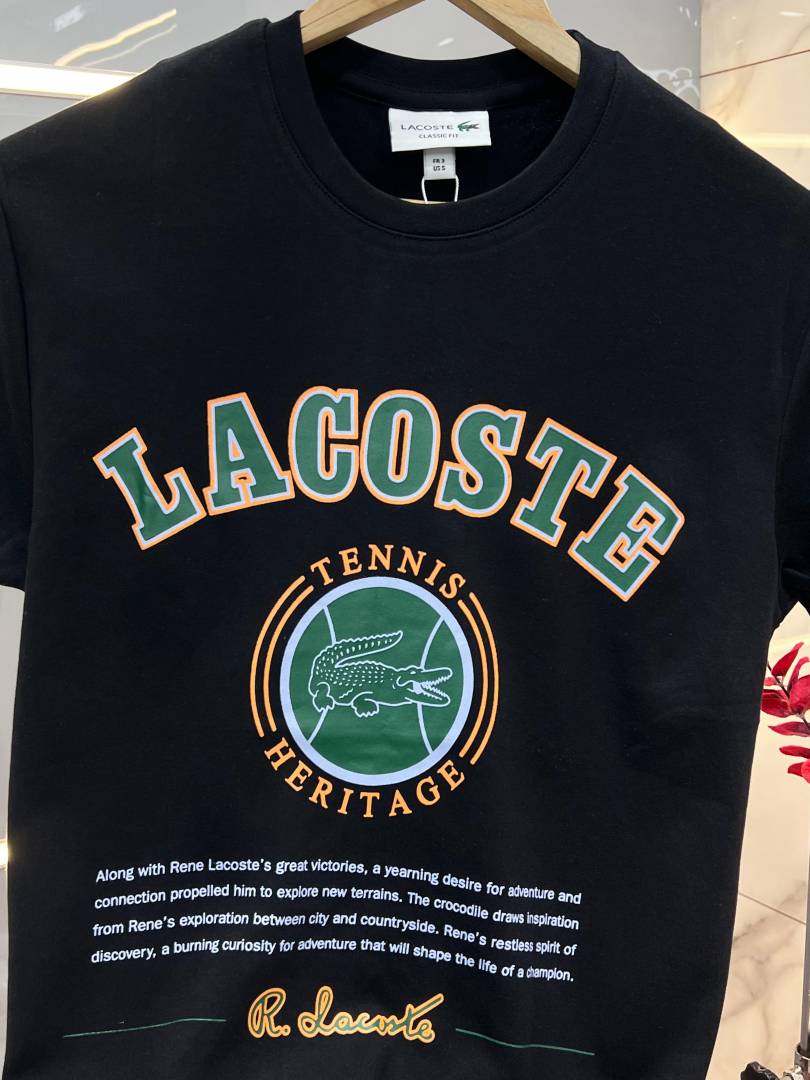 LACOSTE
CLASSIC FIT
FR 3
US S
LACOSTE
TENNIS
HERITAGE
Along with Rene Lacoste's great victories, a yearning desire for adventure and
connection propelled him to explore new terrains. The crocodile draws inspiration
from Rene's exploration between city and countryside. Rene's restless spirit of
discovery, a burning curiosity for adventure that will shape the life of a champion.
R. Lacoste